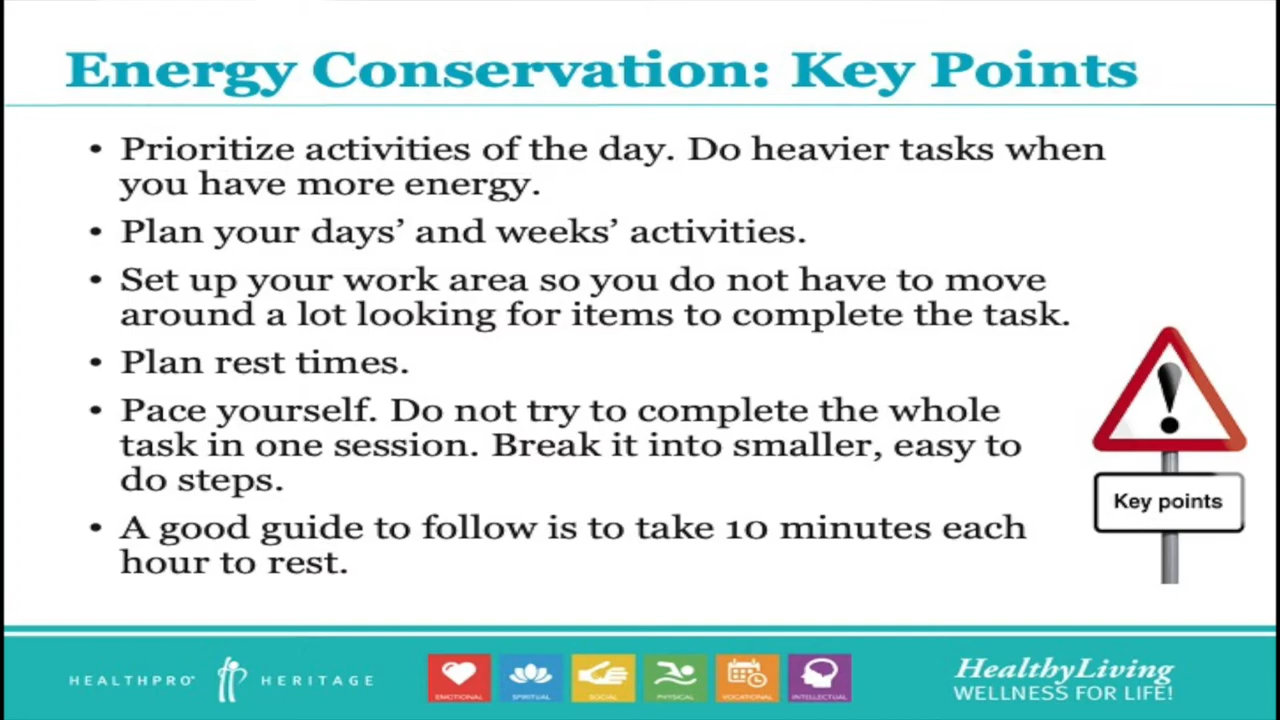 Energy Conservation: Key Points
• Prioritize activities of the day. Do heavier tasks when
you have more energy.
• Plan your days’ and weeks’ activities.
• Set up your work area so you do not have to move
around a lot looking for items to complete the task.
• Plan rest times.
• Pace yourself. Do not try to complete the whole
task in one session. Break it into smaller, easy to
do steps.
• A good guide to follow is to take 10 minutes each
hour to rest.
Key points
HEALTHPRO HERITAGE
EMOTIONAL SPIRITUAL SOCIAL PHYSICAL VOCATIONAL INTELLECTUAL
HealthyLiving
WELLNESS FOR LIFE!